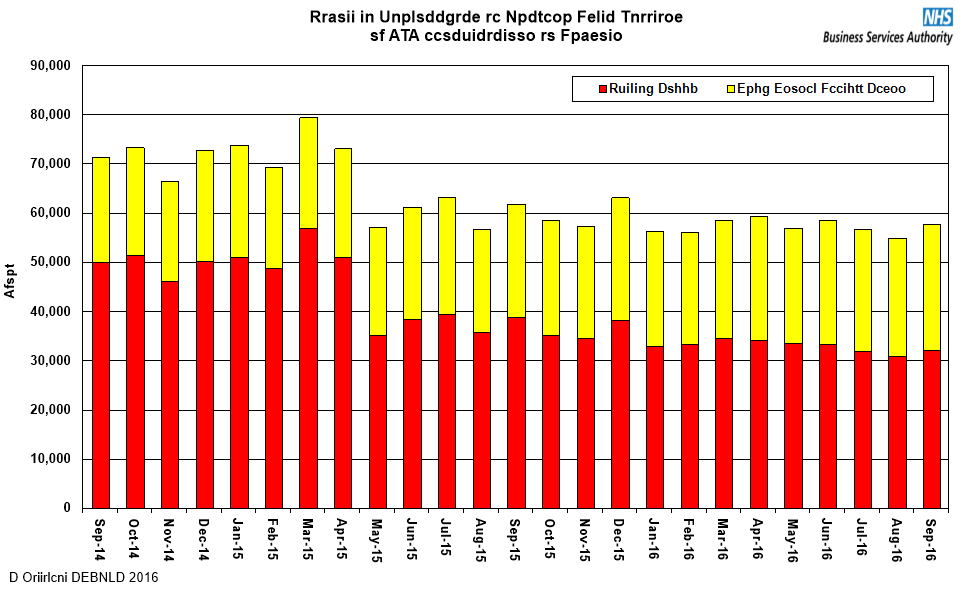 Rrasii in Unplsddgrde rc Npdtcop Felid Tnrriroe
sf ATA ccsduidrdisso rs Fpaesio
NHS
Business Services Authority
90,000
80,000
70,000
60,000
50,000
40,000
30,000
20,000
10,000
0
Afspt
Ruiling Dshhb
Ephg Eosocl Fccihtt Dceoo
Sep-14
Oct-14
Nov-14
Dec-14
Jan-15
Feb-15
Mar-15
Apr-15
May-15
Jun-15
Jul-15
Aug-15
Sep-15
Oct-15
Nov-15
Dec-15
Jan-16
Feb-16
Mar-16
Apr-16
May-16
Jun-16
Jul-16
Aug-16
Sep-16
D Oriirlcni DEBNLD 2016